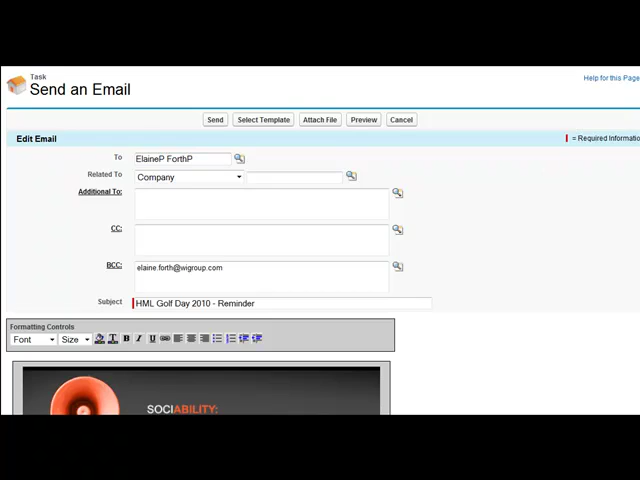 Task
Send an Email
Help for this Page
Send Select Template Attach File Preview Cancel
Edit Email
= Required Informatio
To ElaineP ForthP
Related To Company
Additional To:
CC:
BCC: elaine.forth@wigroup.com
Subject HML Golf Day 2010 - Reminder
Formatting Controls
Font Size B I U
SOCIABILITY: